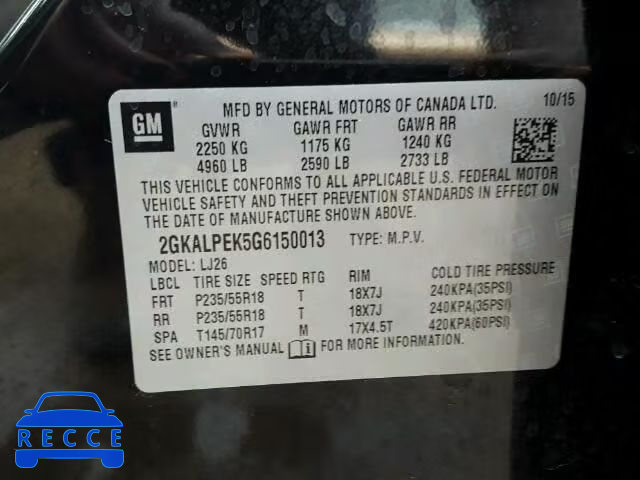 GM
MFD BY GENERAL MOTORS OF CANADA LTD. 10/15
GVWR GAWR FRT GAWR RR
2250 KG 1175 KG 1240 KG
4960 LB 2590 LB 2733 LB
THIS VEHICLE CONFORMS TO ALL APPLICABLE U.S. FEDERAL MOTOR
VEHICLE SAFETY AND THEFT PREVENTION STANDARDS IN EFFECT ON
THE DATE OF MANUFACTURE SHOWN ABOVE.
2GKALPEK5G6150013 TYPE: M.P.V.
MODEL: LJ26
LBCL TIRE SIZE SPEED RTG RIM COLD TIRE PRESSURE
FRT P235/55R18 T 18X7J 240KPA(35PSI)
RR P235/55R18 T 18X7J 240KPA(35PSI)
SPA T145/70R17 M 17X4.5T 420KPA(60PSI)
SEE OWNER'S MANUAL FOR MORE INFORMATION.
RECCE